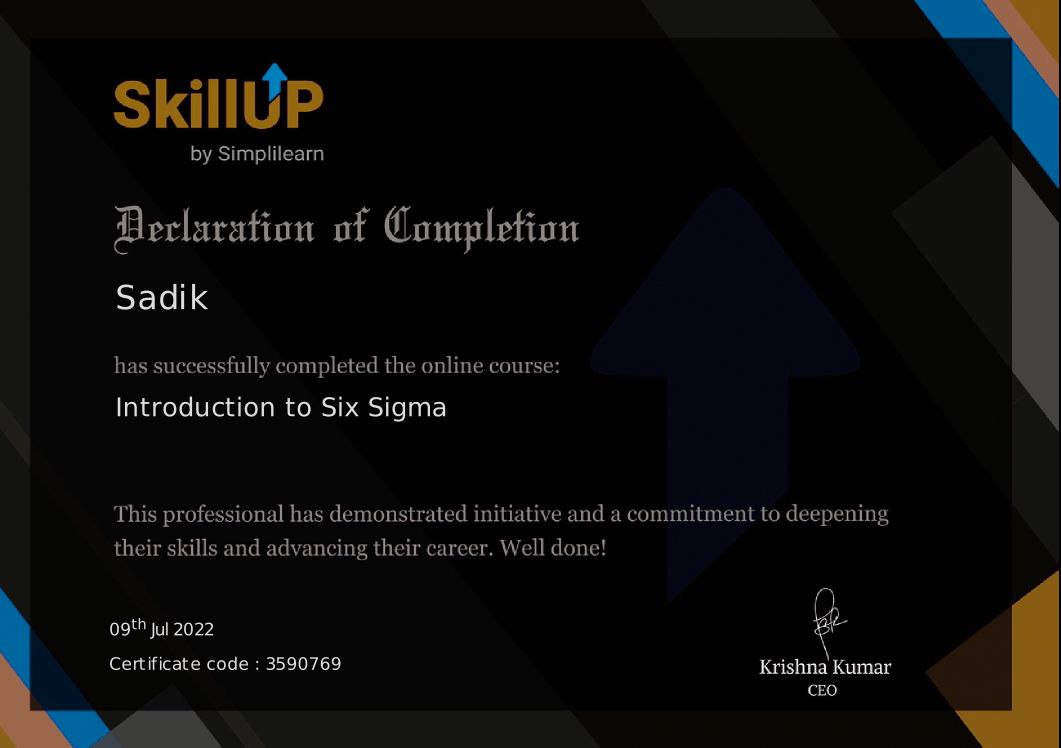 SkillUP
by Simplilearn
Declaration of Completion
Sadik
has successfully completed the online course:
Introduction to Six Sigma
This professional has demonstrated initiative and a commitment to deepening
their skills and advancing their career. Well done!
09th Jul 2022
Certificate code : 3590769
Krishna Kumar
CEO